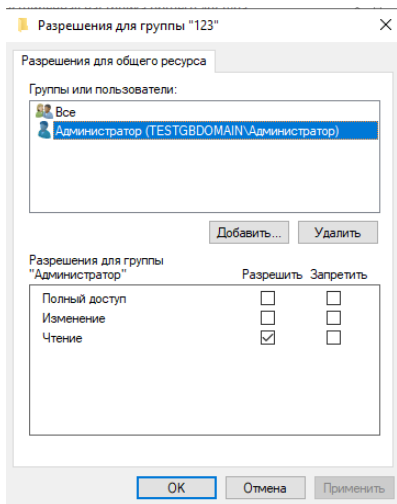 Разрешения для группы "123"
Разрешения для общего ресурса
Группы или пользователи:
Все
Администратор (TESTGBDOMAIN\Администратор)
Добавить... Удалить
Разрешения для группы
"Администратор" Разрешить Запретить
Полный доступ
Изменение
Чтение
OK Отмена Применить